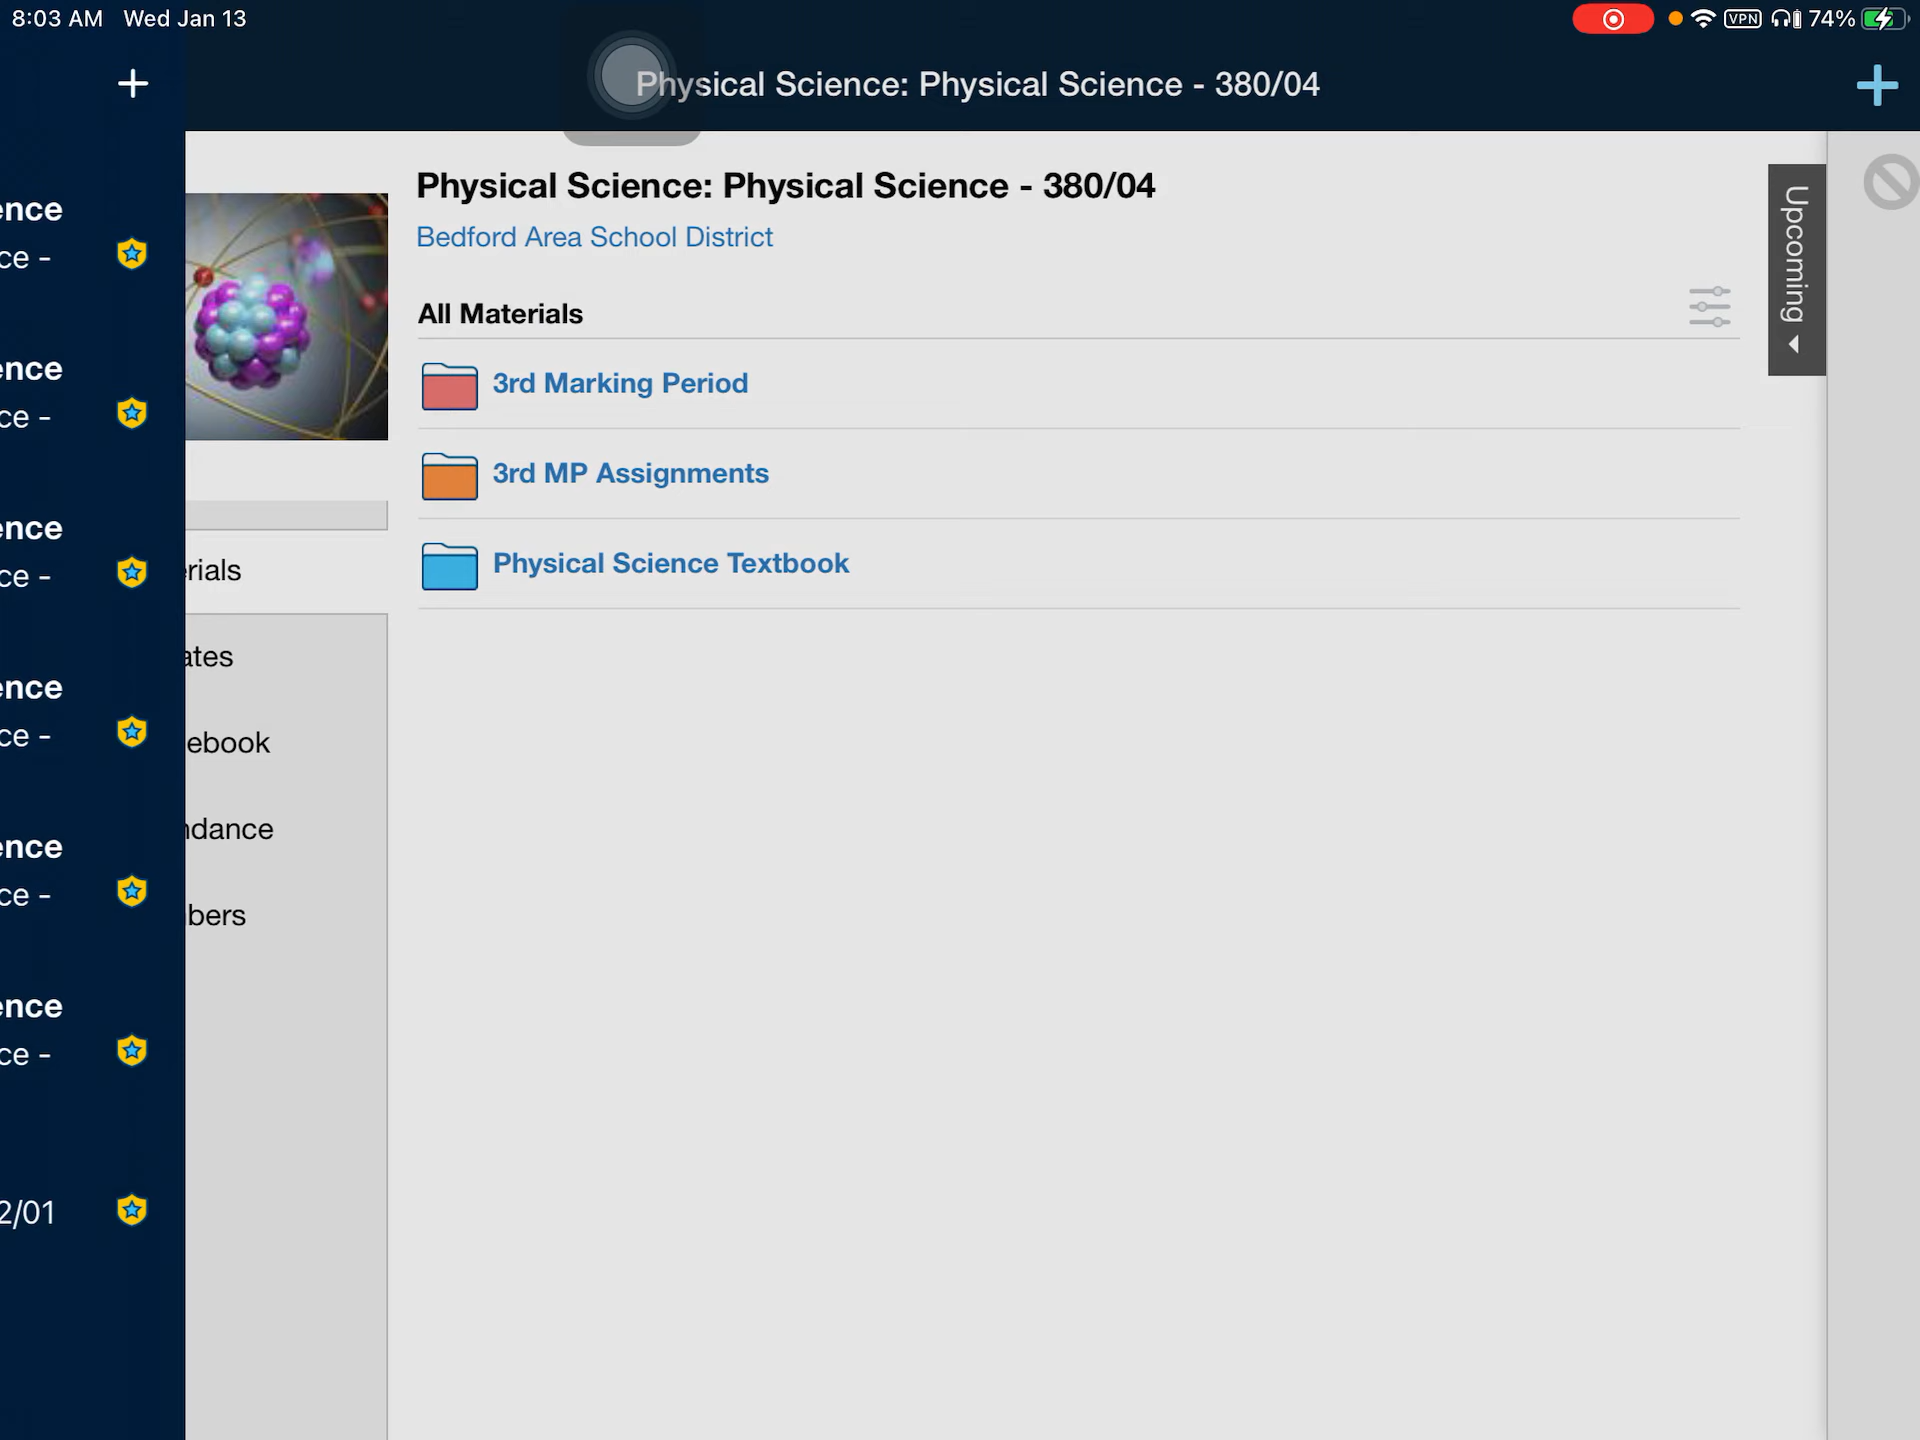 8:03 AM Wed Jan 13
VPN 74%
Physical Science: Physical Science - 380/04
ence
ce -
ence
ce -
ence
ce -
ence
ce -
ence
ce -
ence
ce -
2/01
erials
ates
ebook
ndance
bers
Physical Science: Physical Science - 380/04
Bedford Area School District
All Materials
3rd Marking Period
3rd MP Assignments
Physical Science Textbook
Upcoming